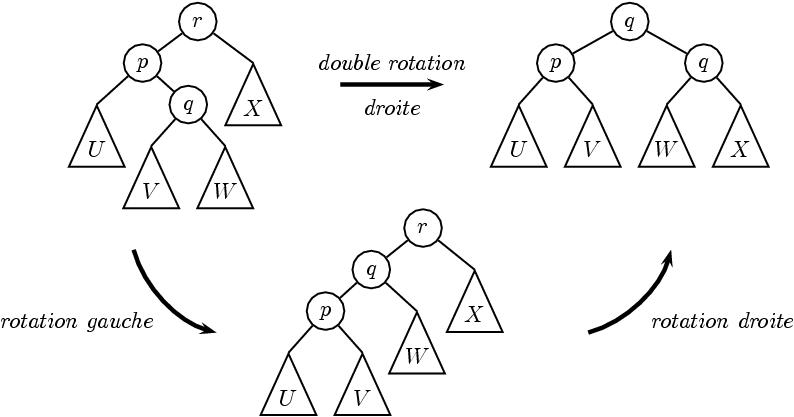 r
q
p
double rotation
p
q
q
X
droite
U
U
V
W
X
V
W
r
q
p
X
rotation gauche
rotation droite
W
U
V